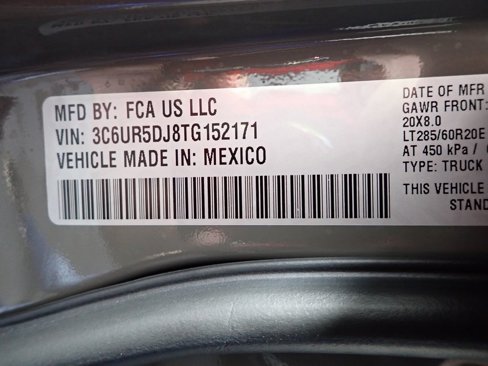 MFD BY: FCA US LLC
VIN: 3C6UR5DJ8TG152171
VEHICLE MADE IN: MEXICO
DATE OF MFR
GAWR FRONT:
20X8.0
LT285/60R20E
AT 450 kPa /
TYPE: TRUCK
THIS VEHICLE
STAND